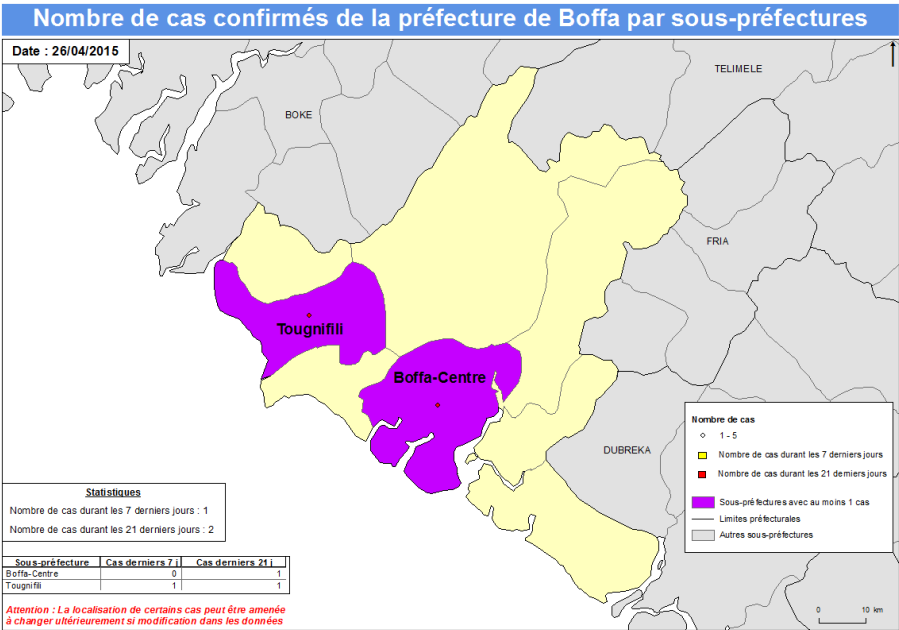 Nombre de cas confirmés de la préfecture de Boffa par sous-préfectures
Date : 26/04/2015
TELIMELE
BOKE
FRIA
Tougnifili
Boffa-Centre
DUBREKA
Nombre de cas
1 - 5
Nombre de cas durant les 7 derniers jours
Nombre de cas durant les 21 derniers jours
Sous-préfectures avec au moins 1 cas
Limites préfecturales
Autres sous-préfectures
Statistiques
Nombre de cas durant les 7 derniers jours : 1
Nombre de cas durant les 21 derniers jours : 2
Sous-préfecture Cas derniers 7 j Cas derniers 21 j
Boffa-Centre 0 1
Tougnifili 1 1
Attention : La localisation de certains cas peut être amenée
à changer ultérieurement si modification dans les données
0 10 km